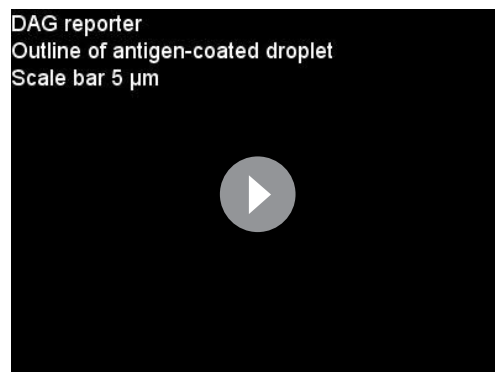 DAG reporter
Outline of antigen-coated droplet
Scale bar 5 µm